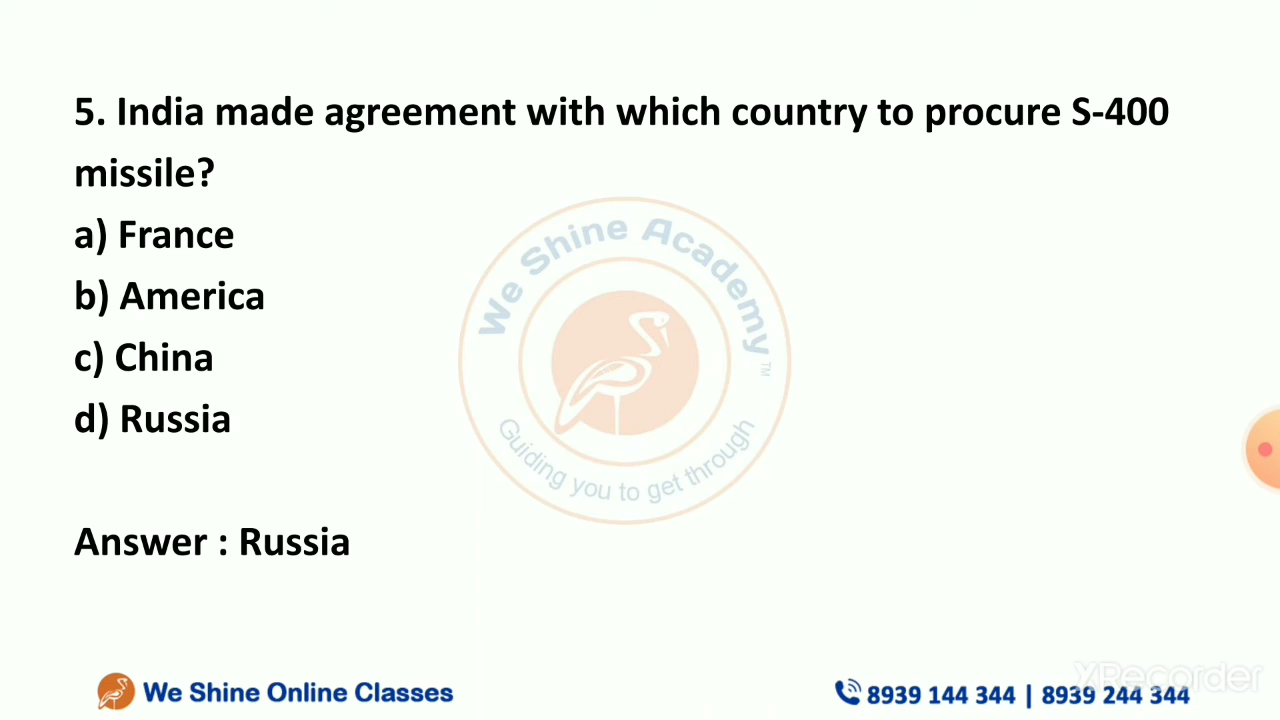 5. India made agreement with which country to procure S-400
missile?
a) France
b) America
c) China
d) Russia
We Shine Academy™
Guiding you to get through
Answer : Russia
We Shine Online Classes
8939 144 344 | 8939 244 344
XRecorder